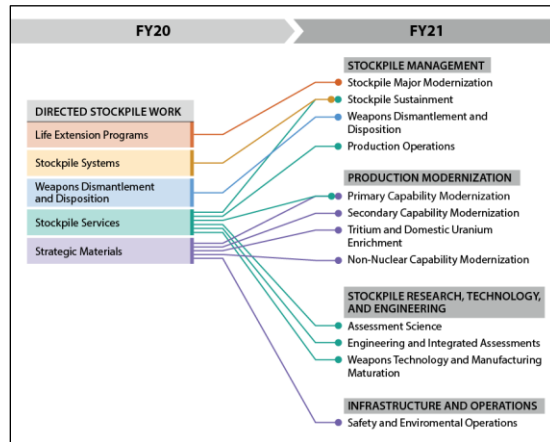 FY20
FY21
DIRECTED STOCKPILE WORK
Life Extension Programs
Stockpile Systems
Weapons Dismantlement
and Disposition
Stockpile Services
Strategic Materials
STOCKPILE MANAGEMENT
Stockpile Major Modernization
Stockpile Sustainment
Weapons Dismantlement and
Disposition
Production Operations
PRODUCTION MODERNIZATION
Primary Capability Modernization
Secondary Capability Modernization
Tritium and Domestic Uranium
Enrichment
Non-Nuclear Capability Modernization
STOCKPILE RESEARCH, TECHNOLOGY,
AND ENGINEERING
Assessment Science
Engineering and Integrated Assessments
Weapons Technology and Manufacturing
Maturation
INFRASTRUCTURE AND OPERATIONS
Safety and Enviromental Operations